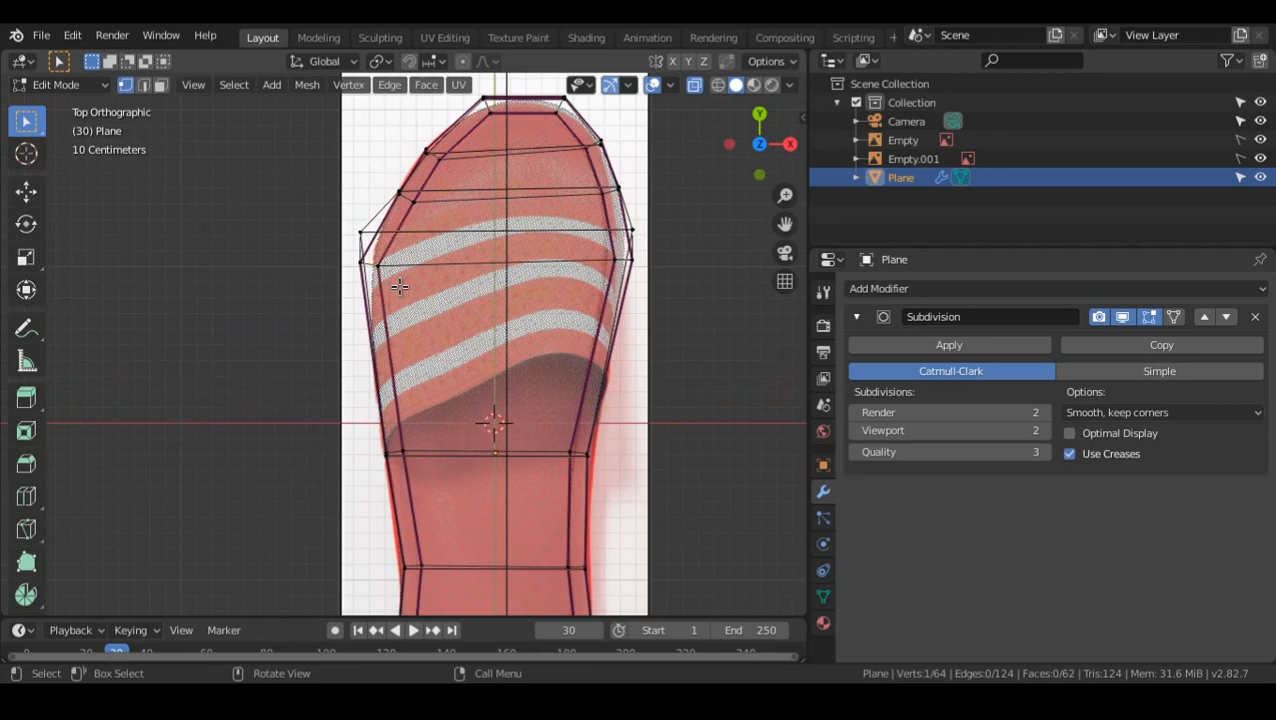 File Edit Render Window Help Layout Modeling Sculpting UV Editing Texture Paint Shading Animation Rendering Compositing Scripting + Scene View Layer
Global X Y Z Options
Edit Mode View Select Add Mesh Vertex Edge Face UV
Top Orthographic
(30) Plane
10 Centimeters
Y
Z X
Scene Collection
Collection
Camera
Empty
Empty.001
Plane
Plane
Add Modifier
Subdivision
Apply Copy
Catmull-Clark Simple
Subdivisions: Options:
Render 2 Smooth, keep corners
Viewport 2 Optimal Display
Quality 3 Use Creases
Playback Keying View Marker 30 Start 1 End 250
Select Box Select Rotate View Call Menu Plane | Verts:1/64 | Edges:0/124 | Faces:0/62 | Tris:124 | Mem: 31.6 MiB | v2.82.7